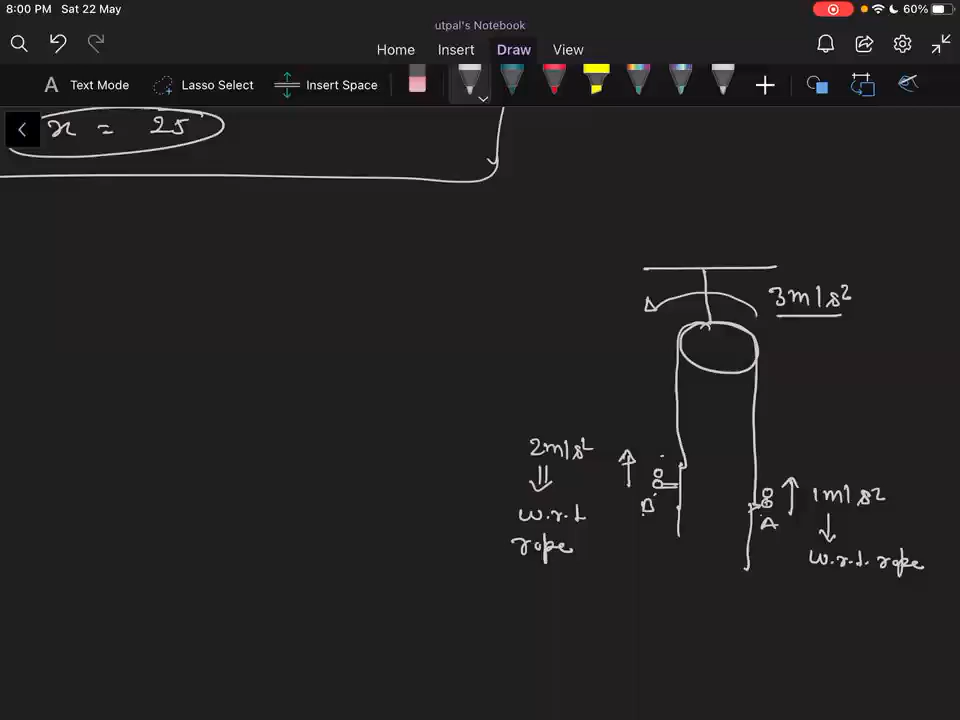 8:00 PM Sat 22 May
60%
utpal's Notebook
Home Insert Draw View
Text Mode Lasso Select Insert Space
x = 25
3m/s²
2m/s²
w.r.t
rope
B
1m/s²
A
w.r.t. rope